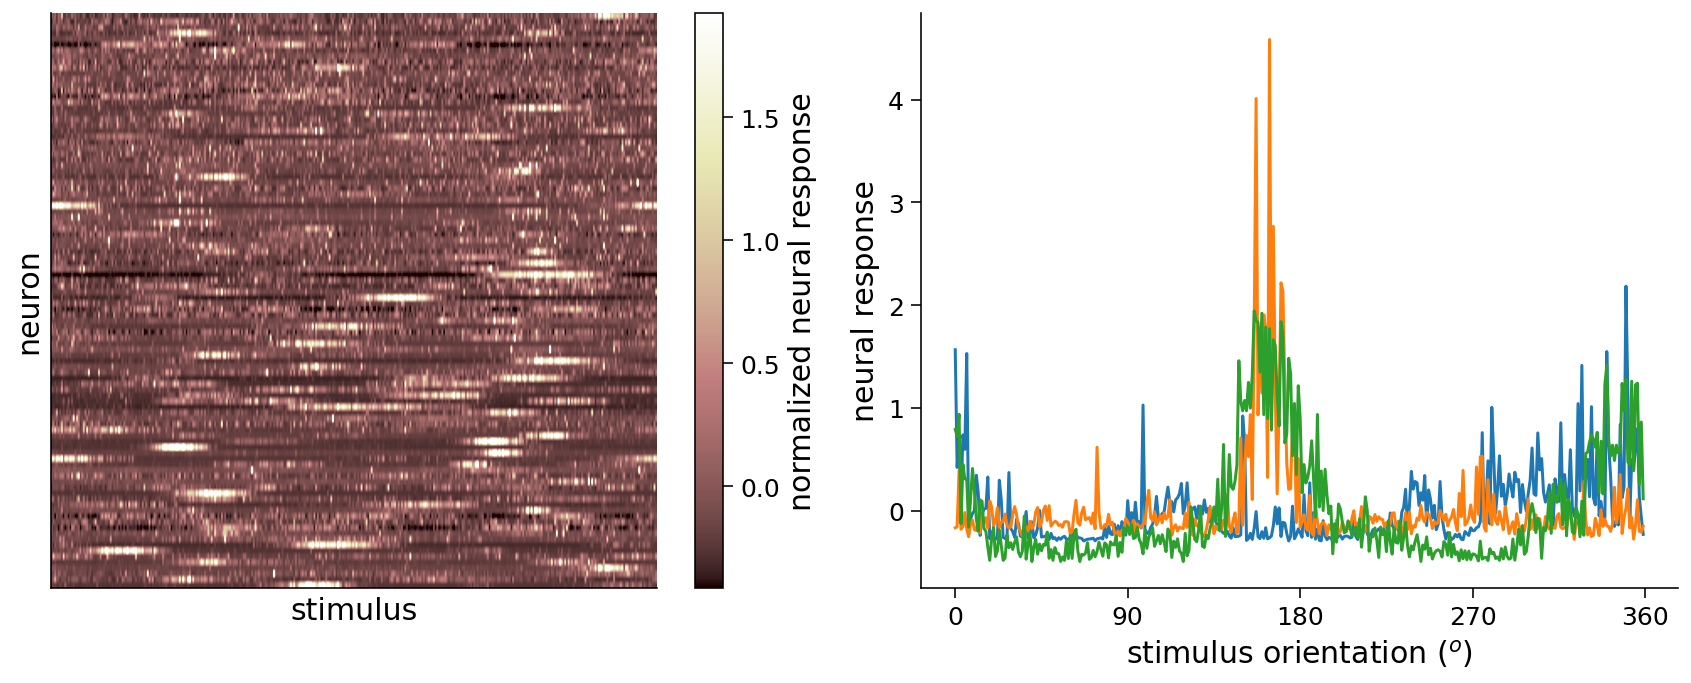 neuron
stimulus
1.5
1.0
0.5
0.0
normalized neural response
neural response
4
3
2
1
0
0 90 180 270 360
stimulus orientation (º)